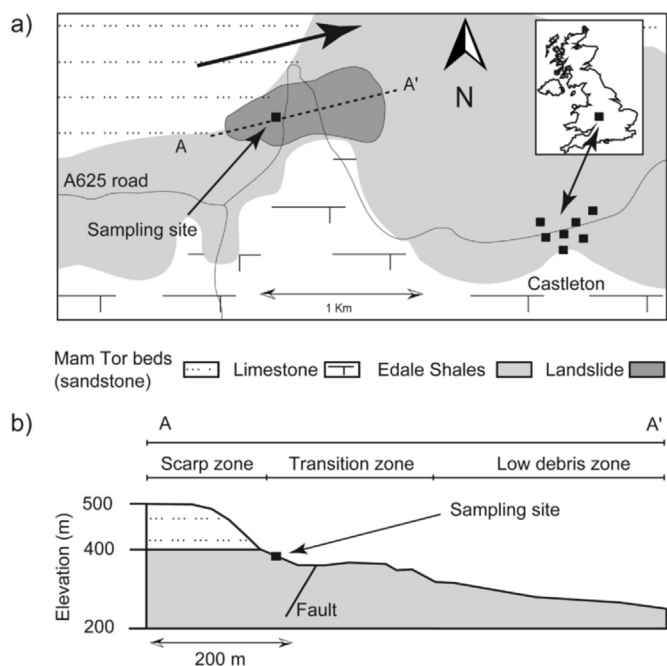 a)
A'
N
A
A625 road
Sampling site
Castleton
1 Km
Mam Tor beds
(sandstone)
Limestone
Edale Shales
Landslide
b)
A
A'
Scarp zone
Transition zone
Low debris zone
500
400
200
Elevation (m)
Sampling site
Fault
200 m